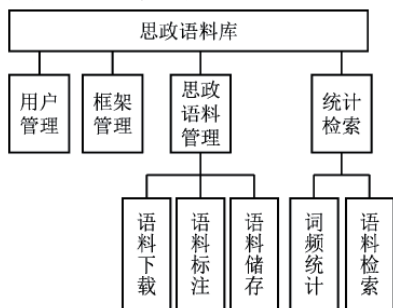 思政语料库
用户
管理
框架
管理
思政
语料
管理
统计
检索
语料下载
语料标注
语料储存
词频统计
语料检索